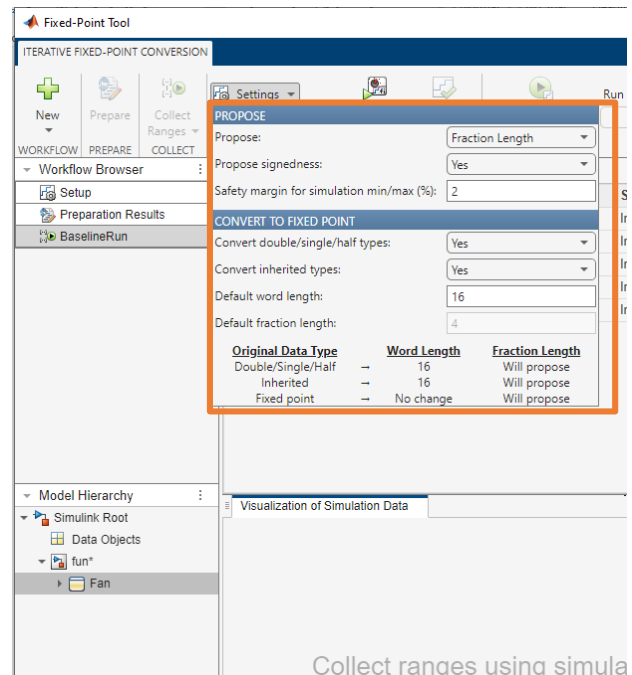 Fixed-Point Tool
ITERATIVE FIXED-POINT CONVERSION
New
Prepare
Collect
Ranges
Settings
Run
WORKFLOW
PREPARE
COLLECT
Workflow Browser
Setup
Preparation Results
BaselineRun
PROPOSE
Propose: Fraction Length
Propose signedness: Yes
Safety margin for simulation min/max (%): 2
CONVERT TO FIXED POINT
Convert double/single/half types: Yes
Convert inherited types: Yes
Default word length: 16
Default fraction length: 4
Original Data Type Word Length Fraction Length
Double/Single/Half → 16 Will propose
Inherited → 16 Will propose
Fixed point → No change Will propose
Model Hierarchy
Simulink Root
Data Objects
fun*
Fan
Visualization of Simulation Data
Collect ranges using simula